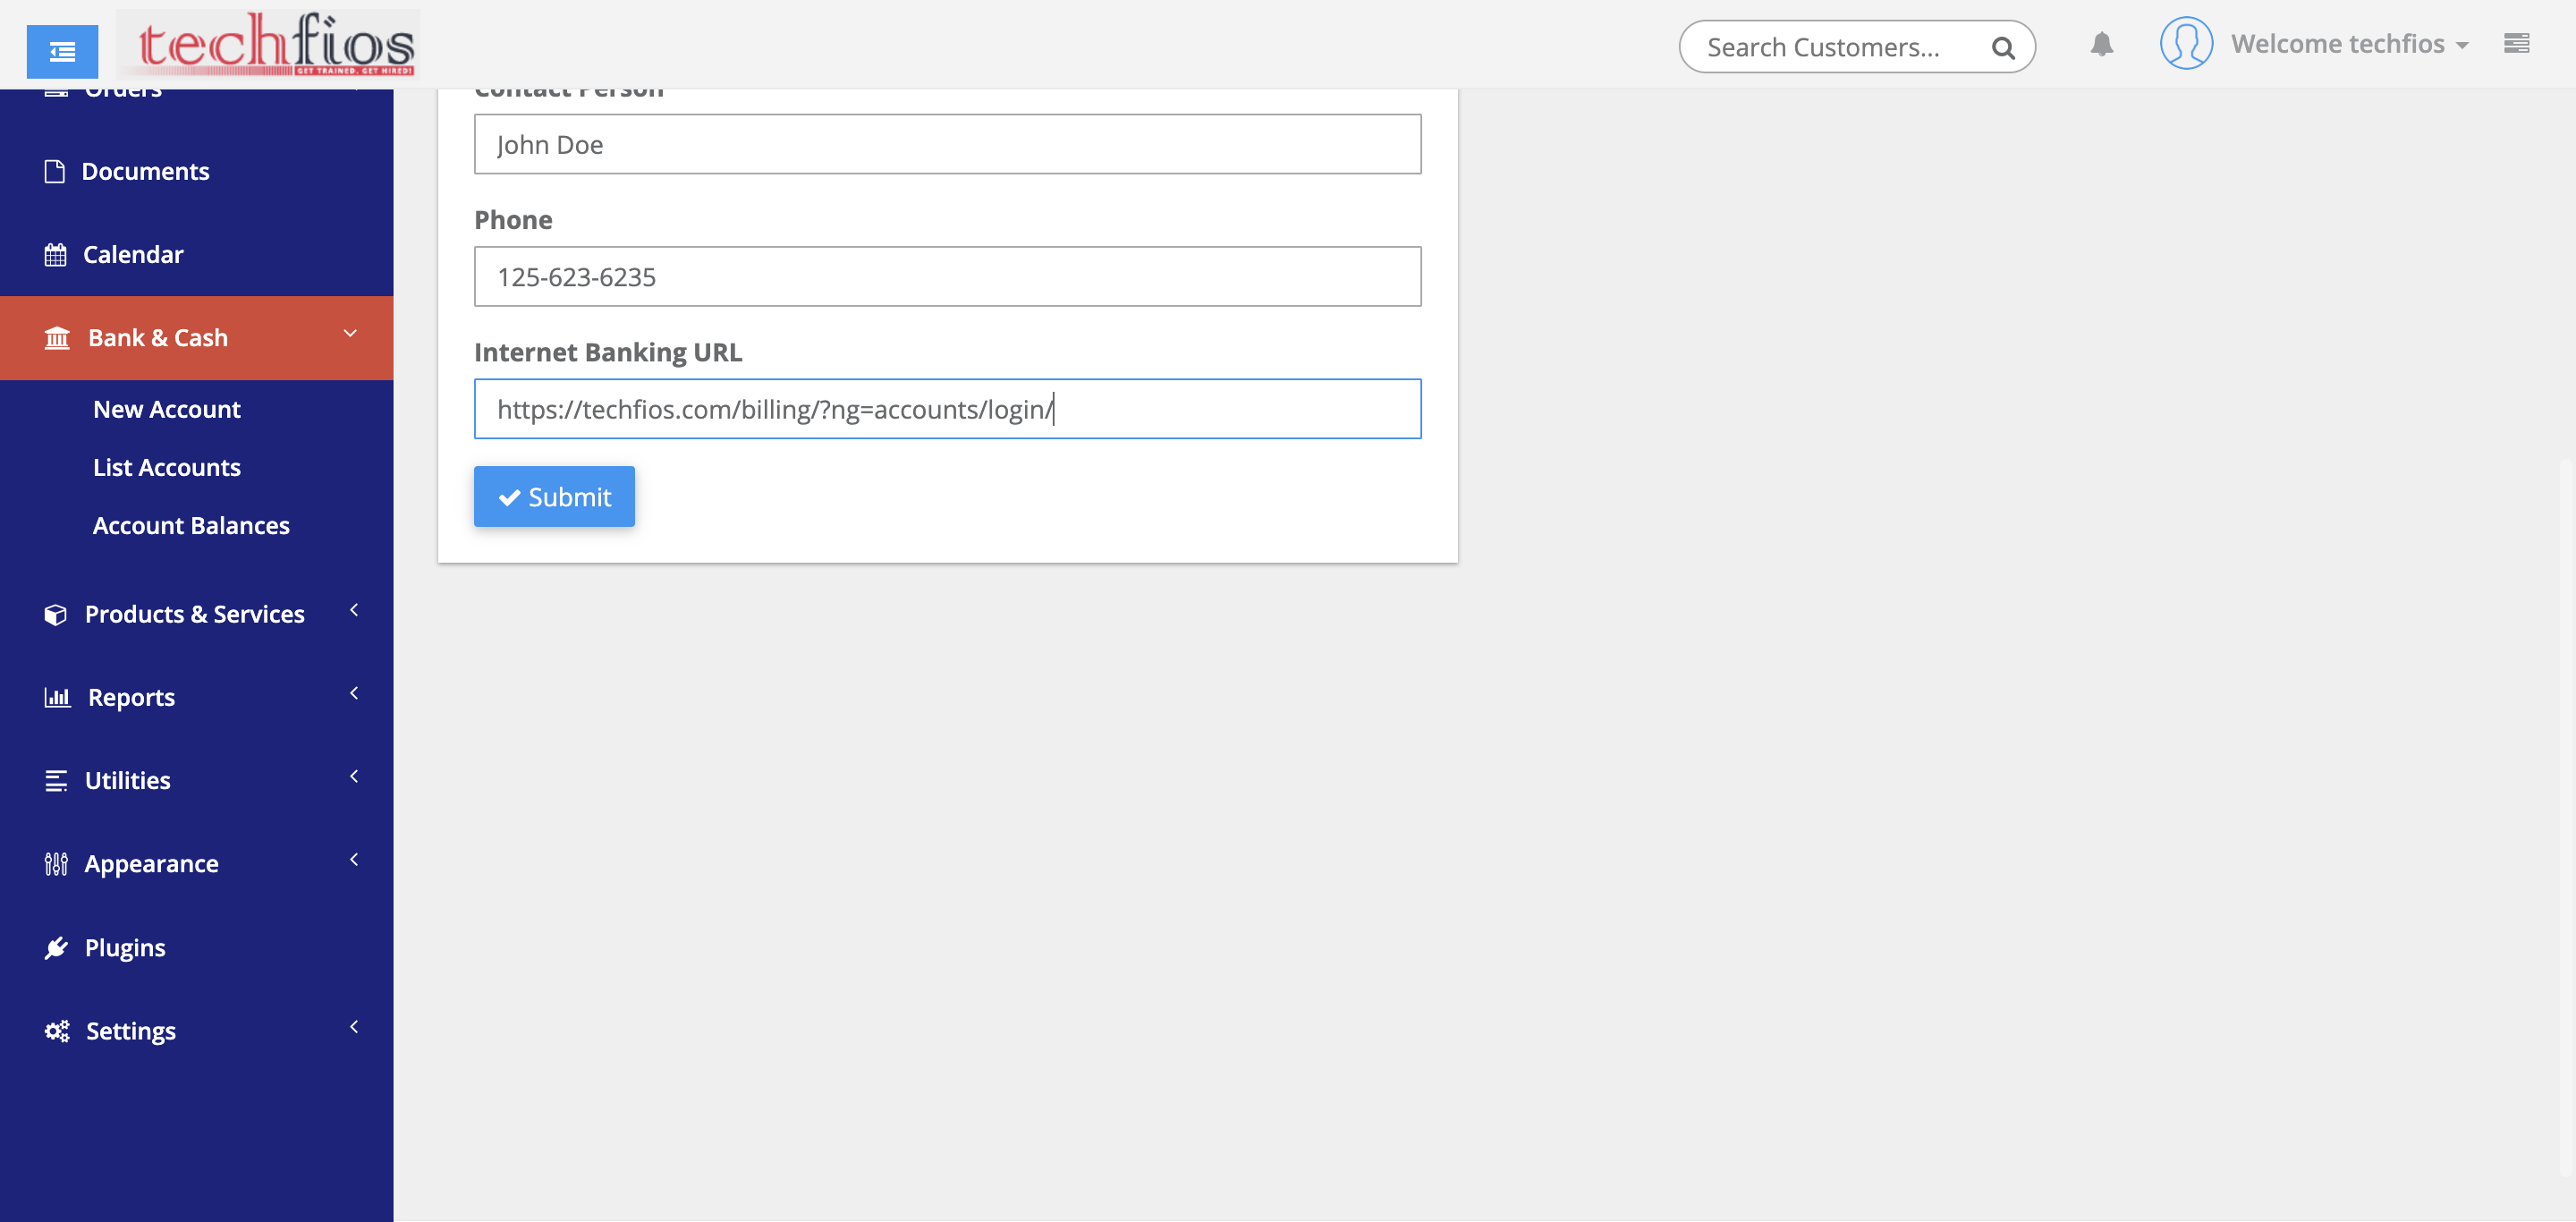 techfios
GET TRAINED. GET HIRED!
Search Customers...
Welcome techfios
Orders
Documents
Calendar
Bank & Cash
New Account
List Accounts
Account Balances
Products & Services
Reports
Utilities
Appearance
Plugins
Settings
Contact Person
John Doe
Phone
125-623-6235
Internet Banking URL
https://techfios.com/billing/?ng=accounts/login/
Submit